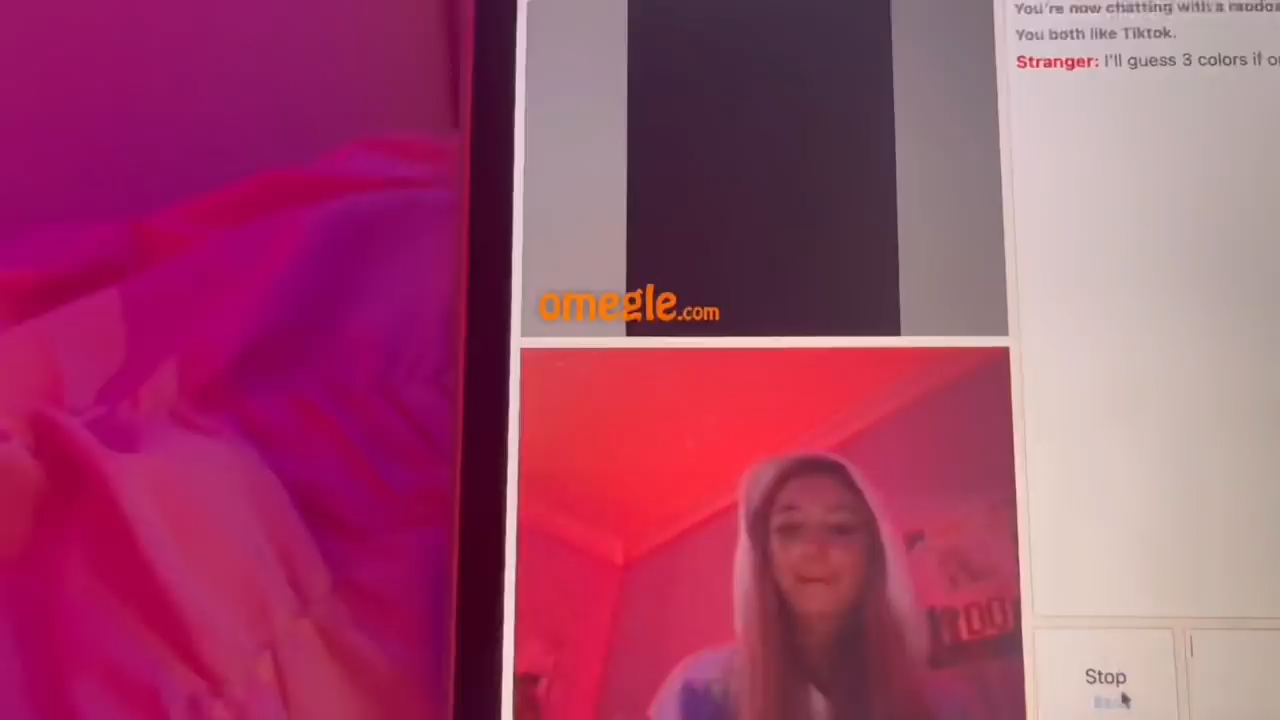 You're now chatting with a
You both like Tiktok.
Stranger: I'll guess 3 colors if
omegle.com
Stop